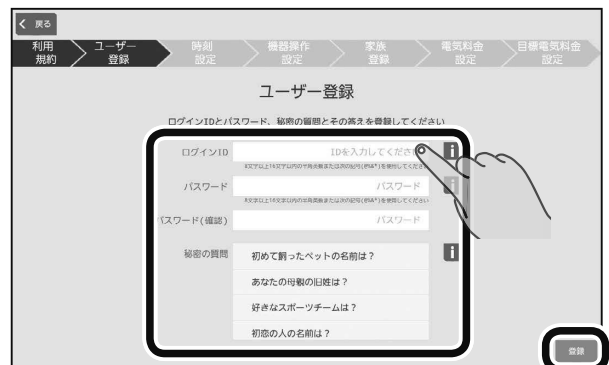 戻る
利用規約
ユーザー登録
時刻設定
機器操作設定
家族登録
電気料金設定
目標電気料金設定
ユーザー登録
ログインIDとパスワード、秘密の質問とその答えを登録してください
ログインID
IDを入力してくださ
パスワード
パスワード
パスワード(確認)
パスワード
秘密の質問
初めて飼ったペットの名前は？
あなたの母親の旧姓は？
好きなスポーツチームは？
初恋の人の名前は？
登録